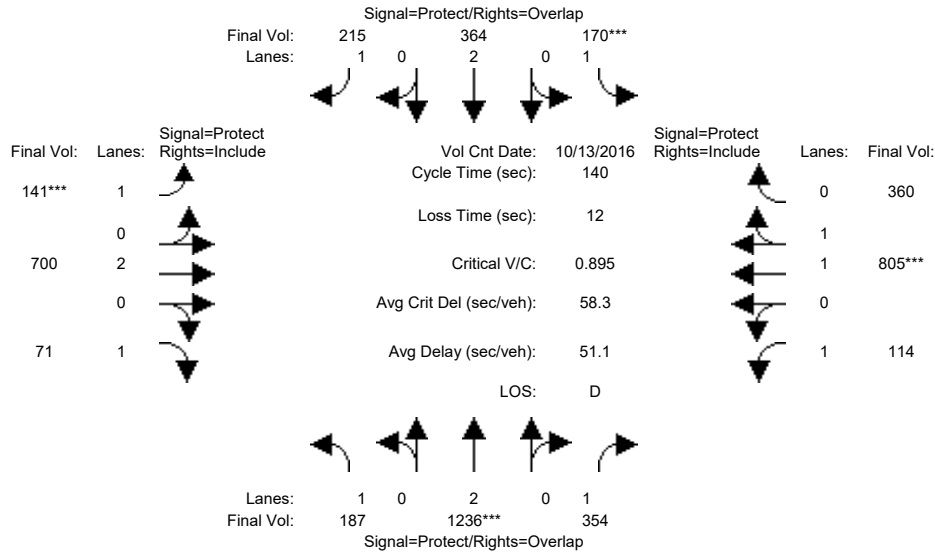 Signal=Protect/Rights=Overlap
Final Vol: 215 364 170***
Lanes: 1 0 2 0 1
Signal=Protect
Final Vol: Lanes: Rights=Include
Vol Cnt Date: 10/13/2016
Signal=Protect
Rights=Include Lanes: Final Vol:
Cycle Time (sec): 140
141*** 1 0 360
Loss Time (sec): 12
0 1
700 2 Critical V/C: 0.895 1 805***
0 Avg Crit Del (sec/veh): 58.3 0
71 1 Avg Delay (sec/veh): 51.1 1 114
LOS: D
Lanes: 1 0 2 0 1
Final Vol: 187 1236*** 354
Signal=Protect/Rights=Overlap